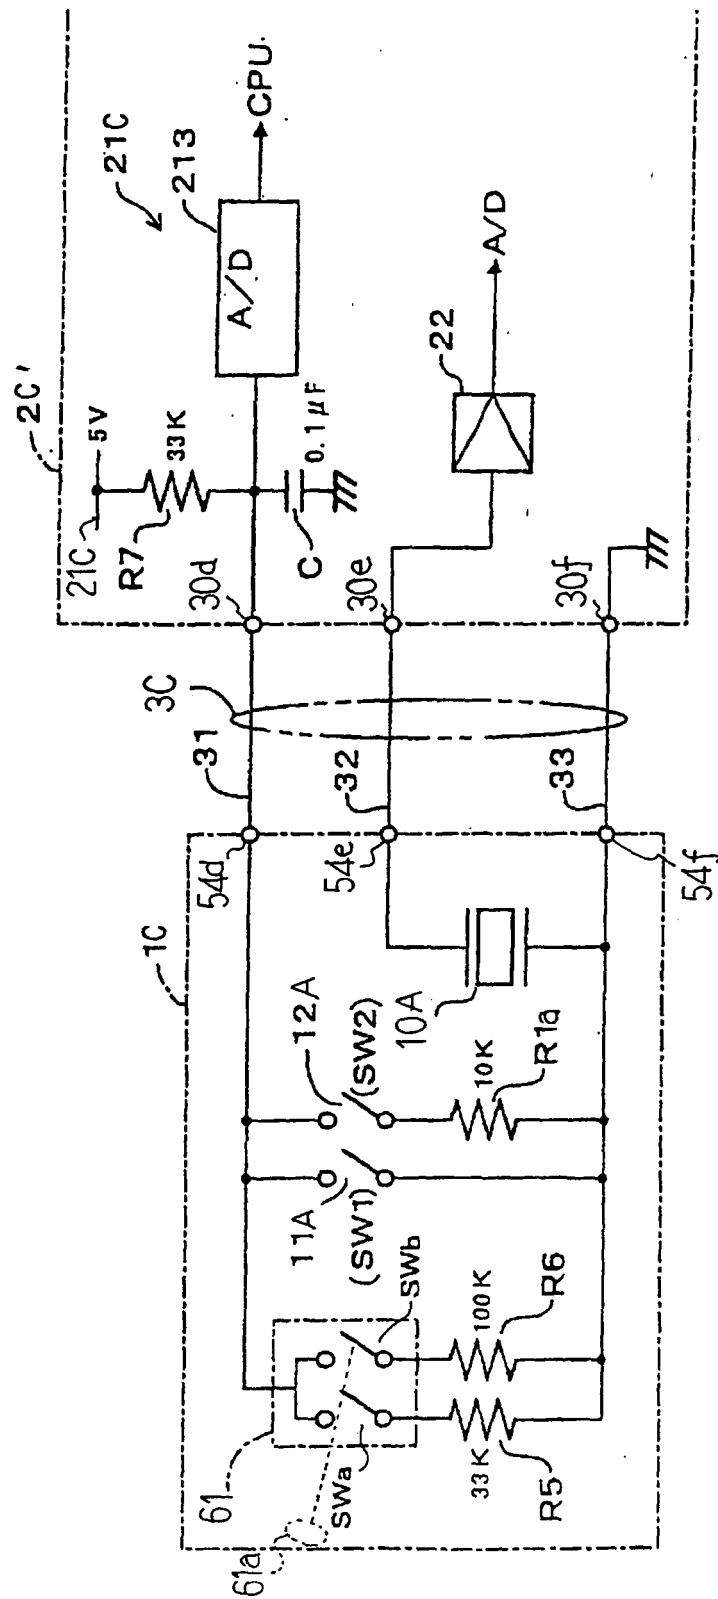 2C'
21C
213
CPU
A/D
5V
21C
33K
R7
0.1μF
C
22
A/D
30d
30e
30f
3C
31
32
33
54d
54e
54f
1C
12A
(SW2)
10A
10K
R1a
11A
(SW1)
61
61a
SWa
SWb
100K
R6
33K
R5